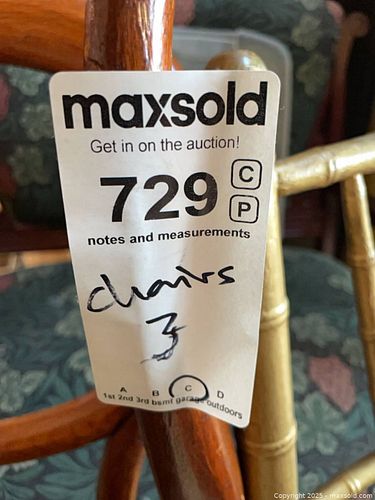 maxsold
Get in on the auction!
729
C
P
notes and measurements
chairs
3
A B C D
1st 2nd 3rd bsmt garage outdoors
Copyright 2025 - maxsold.com